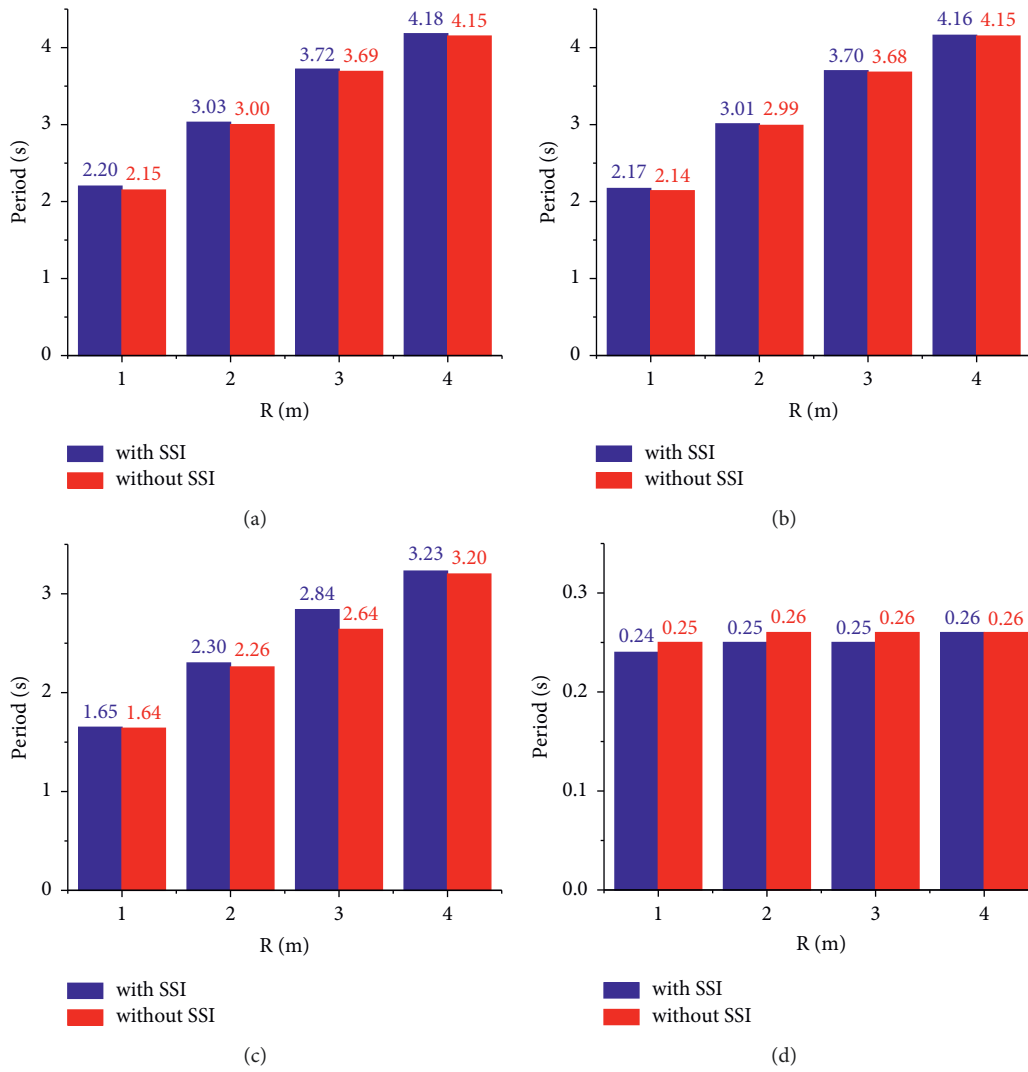 4.18
4.15
3.72
3.69
3.03
3.00
2.20
2.15
4
3
2
1
0
Period (s)
1 2 3 4
R (m)
with SSI
without SSI
(a)
4.16
4.15
3.70
3.68
3.01
2.99
2.17
2.14
4
3
2
1
0
Period (s)
1 2 3 4
R (m)
with SSI
without SSI
(b)
3.23
3.20
2.84
2.64
2.30
2.26
1.65
1.64
3
2
1
0
Period (s)
1 2 3 4
R (m)
with SSI
without SSI
(c)
0.24
0.25
0.25
0.26
0.25
0.26
0.26
0.26
0.3
0.2
0.1
0.0
Period (s)
1 2 3 4
R (m)
with SSI
without SSI
(d)